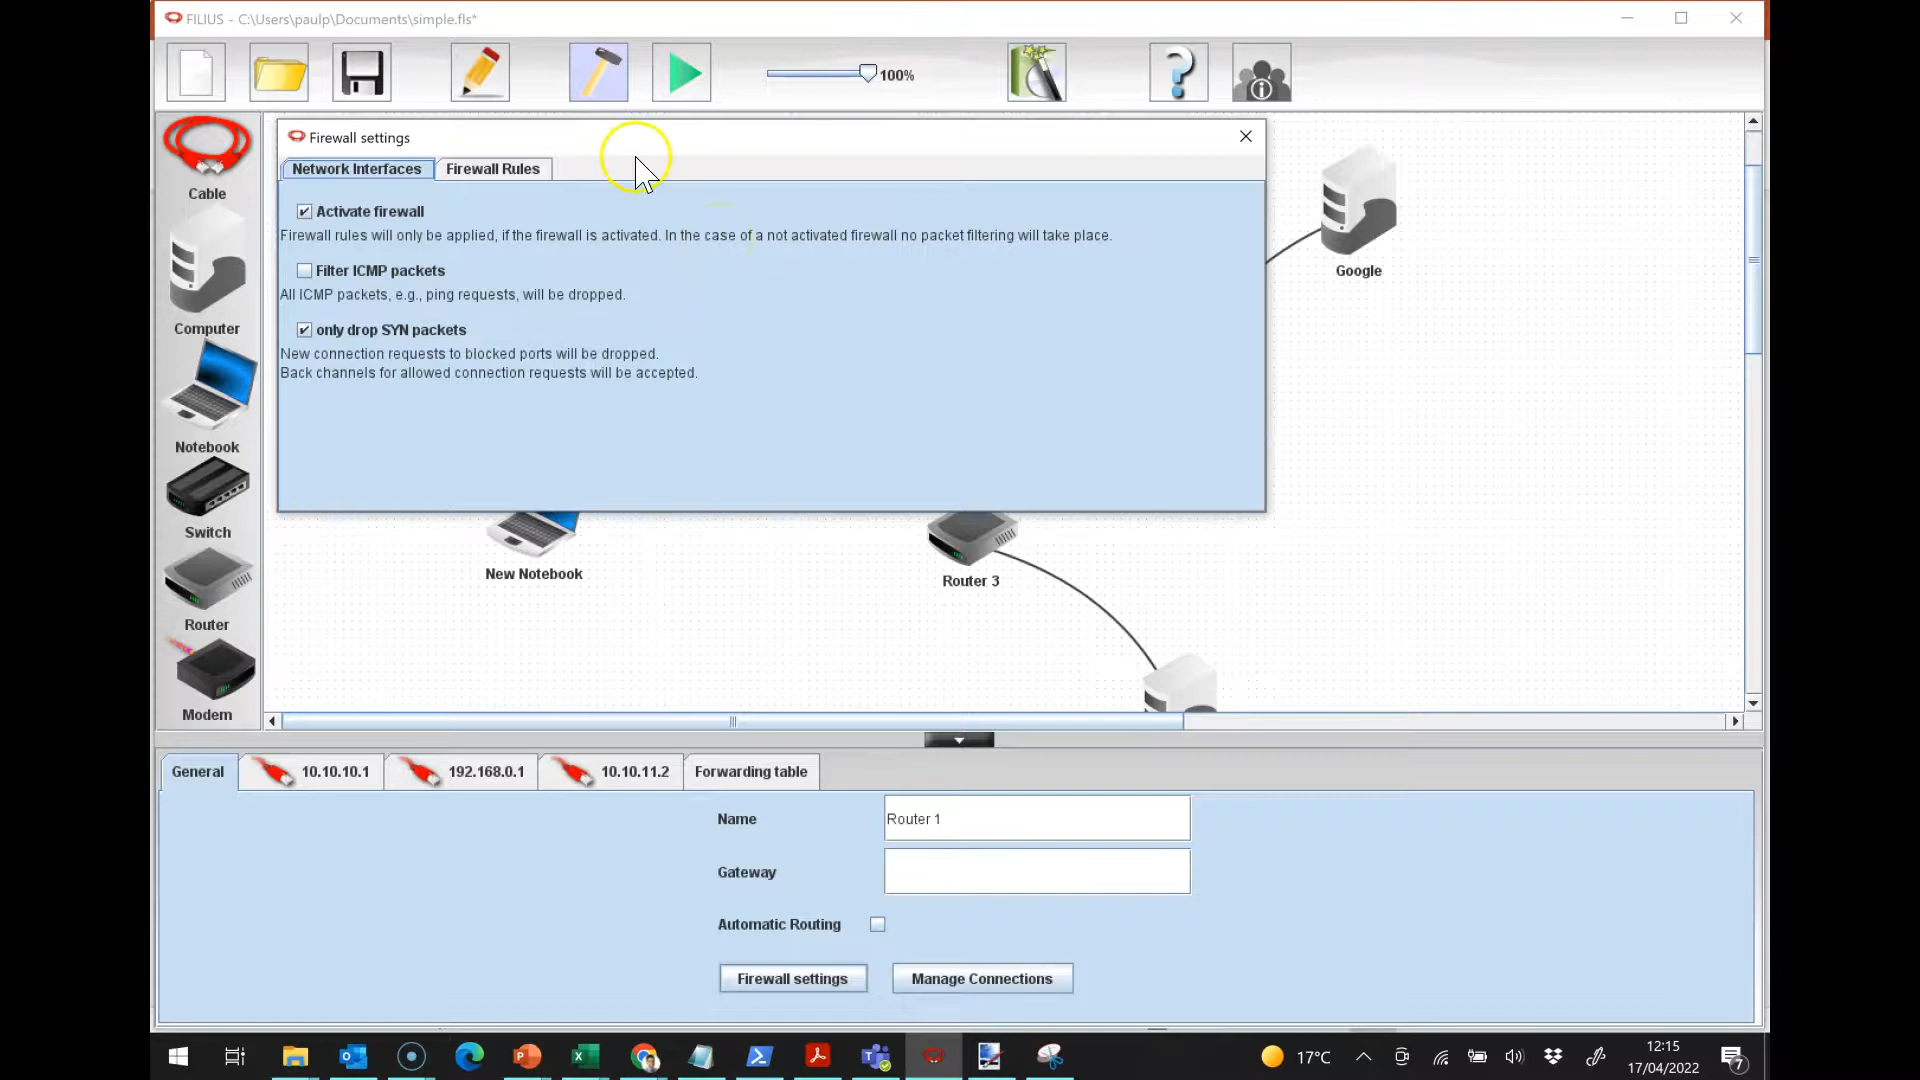 FILIUS - C:\Users\paulp\Documents\simple.fls*
100%
Firewall settings
Network Interfaces
Firewall Rules
Activate firewall
Firewall rules will only be applied, if the firewall is activated. In the case of a not activated firewall no packet filtering will take place.
Filter ICMP packets
All ICMP packets, e.g., ping requests, will be dropped.
only drop SYN packets
New connection requests to blocked ports will be dropped.
Back channels for allowed connection requests will be accepted.
Cable
Computer
Notebook
Switch
Router
Modem
Google
New Notebook
Router 3
General
10.10.10.1
192.168.0.1
10.10.11.2
Forwarding table
Name
Router 1
Gateway
Automatic Routing
Firewall settings
Manage Connections
17°C
12:15
17/04/2022
7